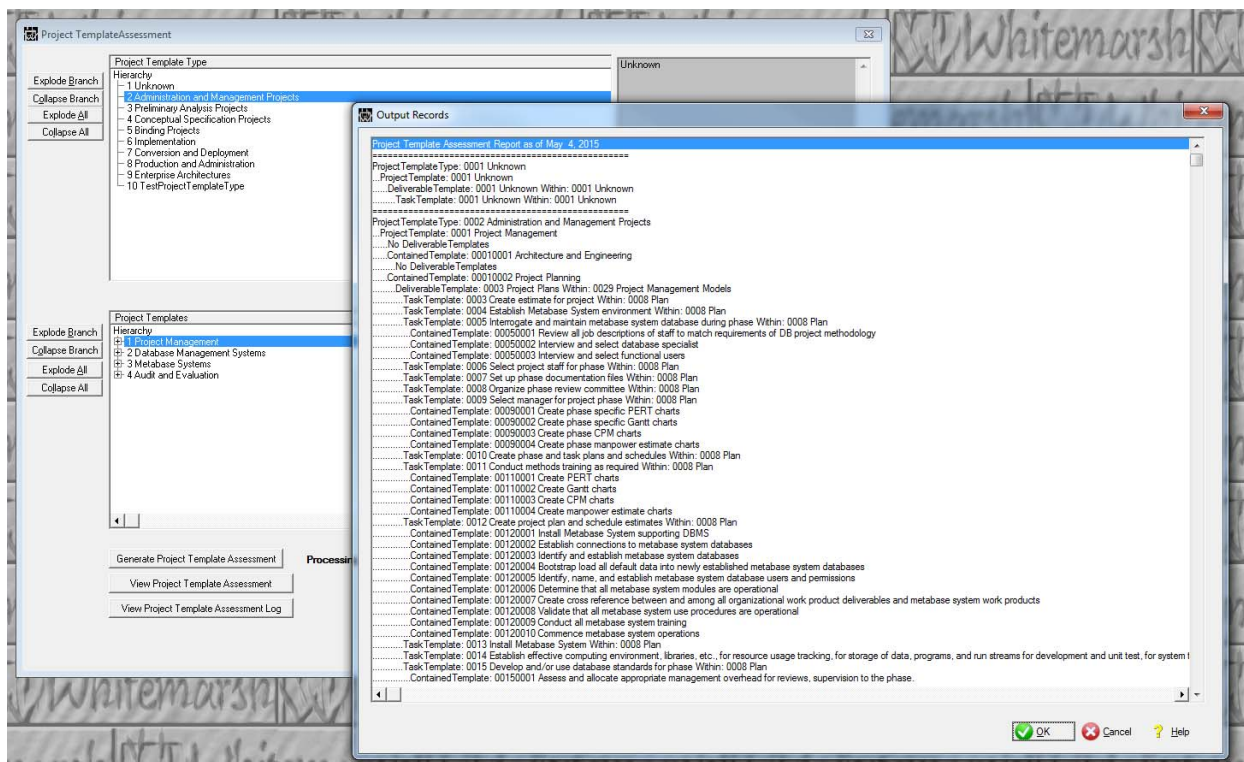 Whitemarsh
Project TemplateAssessment
Project Template Type
Explode Branch
Collapse Branch
Explode All
Collapse All
Hierarchy
1 Unknown
2 Administration and Management Projects
3 Preliminary Analysis Projects
4 Conceptual Specification Projects
5 Binding Projects
6 Implementation
7 Conversion and Deployment
8 Production and Administration
9 Enterprise Architectures
10 TestProjectTemplateType
Unknown
Project Templates
Explode Branch
Collapse Branch
Explode All
Collapse All
Hierarchy
1 Project Management
2 Database Management Systems
3 Metabase Systems
4 Audit and Evaluation
Generate Project Template Assessment
Processin
View Project Template Assessment
View Project Template Assessment Log
Output Records
Project Template Assessment Report as of May 4, 2015
==================================================
ProjectTemplateType: 0001 Unknown
...ProjectTemplate: 0001 Unknown
......DeliverableTemplate: 0001 Unknown Within: 0001 Unknown
.........TaskTemplate: 0001 Unknown Within: 0001 Unknown
==================================================
ProjectTemplateType: 0002 Administration and Management Projects
...ProjectTemplate: 0001 Project Management
......No DeliverableTemplates
......ContainedTemplate: 00010001 Architecture and Engineering
.........No DeliverableTemplates
......ContainedTemplate: 00010002 Project Planning
.........DeliverableTemplate: 0003 Project Plans Within: 0029 Project Management Models
............TaskTemplate: 0003 Create estimate for project Within: 0008 Plan
............TaskTemplate: 0004 Establish Metabase System environment Within: 0008 Plan
............TaskTemplate: 0005 Interrogate and maintain metabase system database during phase Within: 0008 Plan
...............ContainedTemplate: 00050001 Review all job descriptions of staff to match requirements of DB project methodology
...............ContainedTemplate: 00050002 Interview and select database specialist
...............ContainedTemplate: 00050003 Interview and select functional users
............TaskTemplate: 0006 Select project staff for phase Within: 0008 Plan
............TaskTemplate: 0007 Set up phase documentation files Within: 0008 Plan
............TaskTemplate: 0008 Organize phase review committee Within: 0008 Plan
............TaskTemplate: 0009 Select manager for project phase Within: 0008 Plan
...............ContainedTemplate: 00090001 Create phase specific PERT charts
...............ContainedTemplate: 00090002 Create phase specific Gantt charts
...............ContainedTemplate: 00090003 Create phase CPM charts
...............ContainedTemplate: 00090004 Create phase manpower estimate charts
............TaskTemplate: 0010 Create phase and task plans and schedules Within: 0008 Plan
............TaskTemplate: 0011 Conduct methods training as required Within: 0008 Plan
...............ContainedTemplate: 00110001 Create PERT charts
...............ContainedTemplate: 00110002 Create Gantt charts
...............ContainedTemplate: 00110003 Create CPM charts
...............ContainedTemplate: 00110004 Create manpower estimate charts
............TaskTemplate: 0012 Create project plan and schedule estimates Within: 0008 Plan
...............ContainedTemplate: 00120001 Install Metabase System supporting DBMS
...............ContainedTemplate: 00120002 Establish connections to metabase system databases
...............ContainedTemplate: 00120003 Identify and establish metabase system databases
...............ContainedTemplate: 00120004 Bootstrap load all default data into newly established metabase system databases
...............ContainedTemplate: 00120005 Identify, name, and establish metabase system database users and permissions
...............ContainedTemplate: 00120006 Determine that all metabase system modules are operational
...............ContainedTemplate: 00120007 Create cross reference between and among all organizational work product deliverables and metabase system work products
...............ContainedTemplate: 00120008 Validate that all metabase system use procedures are operational
...............ContainedTemplate: 00120009 Conduct all metabase system training
...............ContainedTemplate: 00120010 Commence metabase system operations
............TaskTemplate: 0013 Install Metabase System Within: 0008 Plan
............TaskTemplate: 0014 Establish effective computing environment, libraries, etc., for resource usage tracking, for storage of data, programs, and run streams for development and unit test, for system t
............TaskTemplate: 0015 Develop and/or use database standards for phase Within: 0008 Plan
...............ContainedTemplate: 00150001 Assess and allocate appropriate management overhead for reviews, supervision to the phase.
OK
Cancel
Help
Whitemarsh